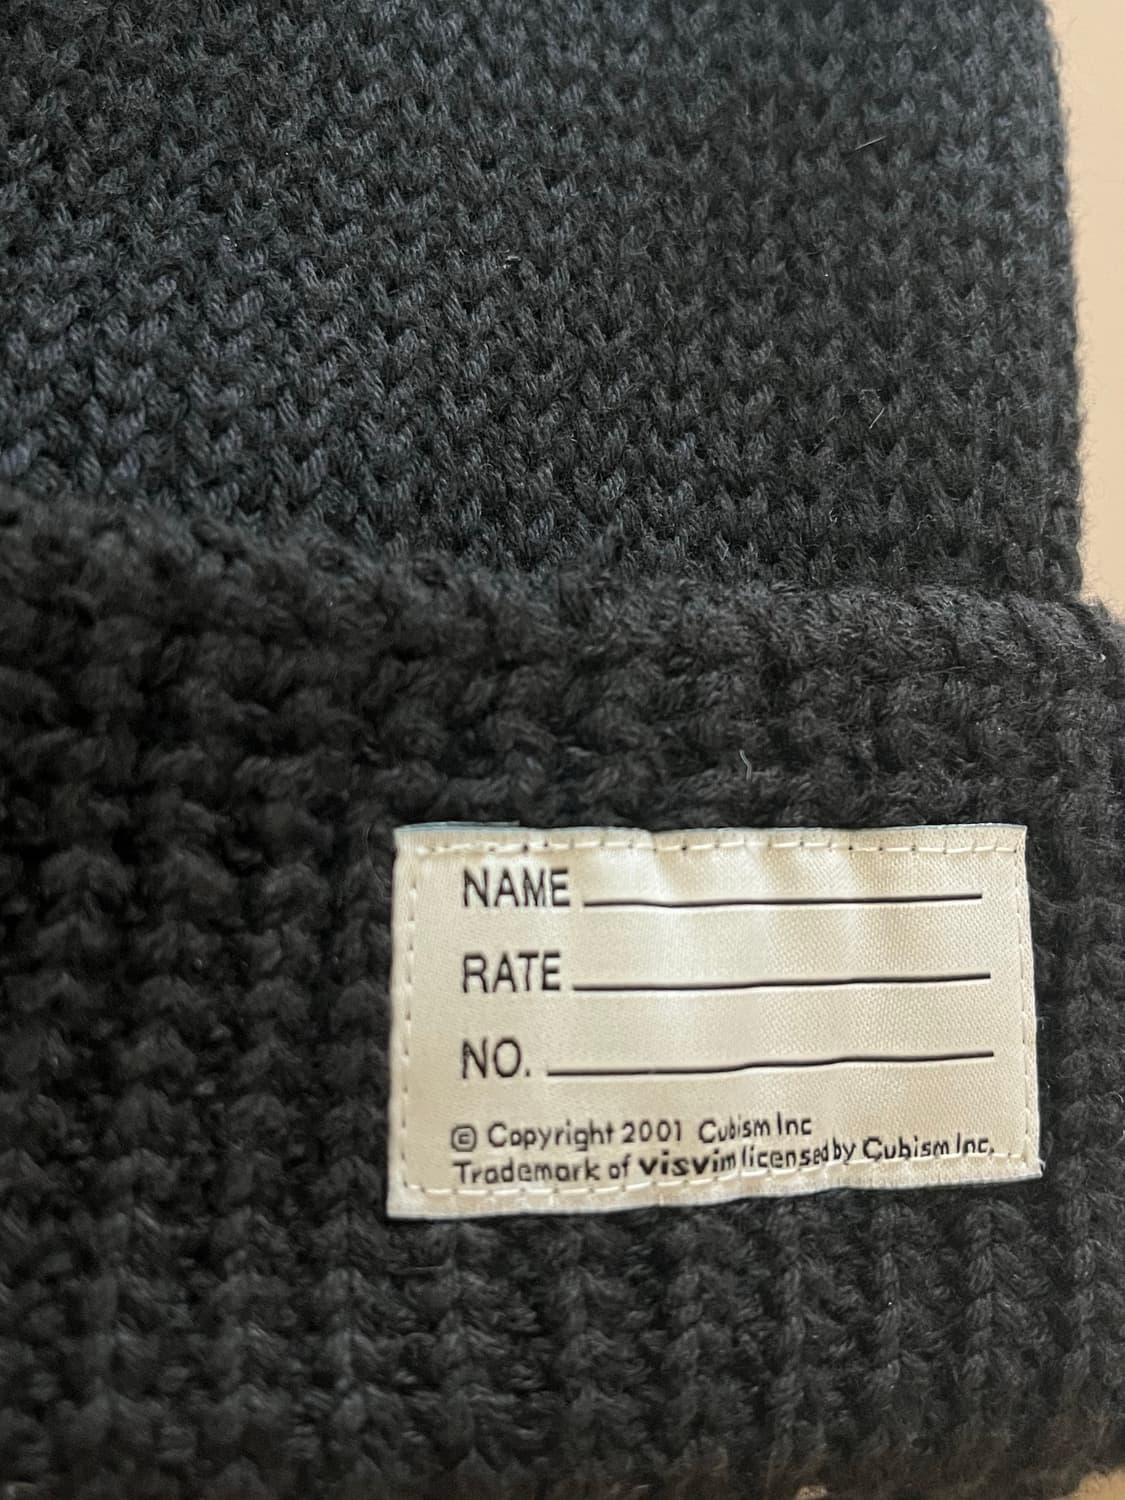 NAME
RATE
NO.
© Copyright 2001 Cubism Inc
Trademark of visvim licensed by Cubism Inc.